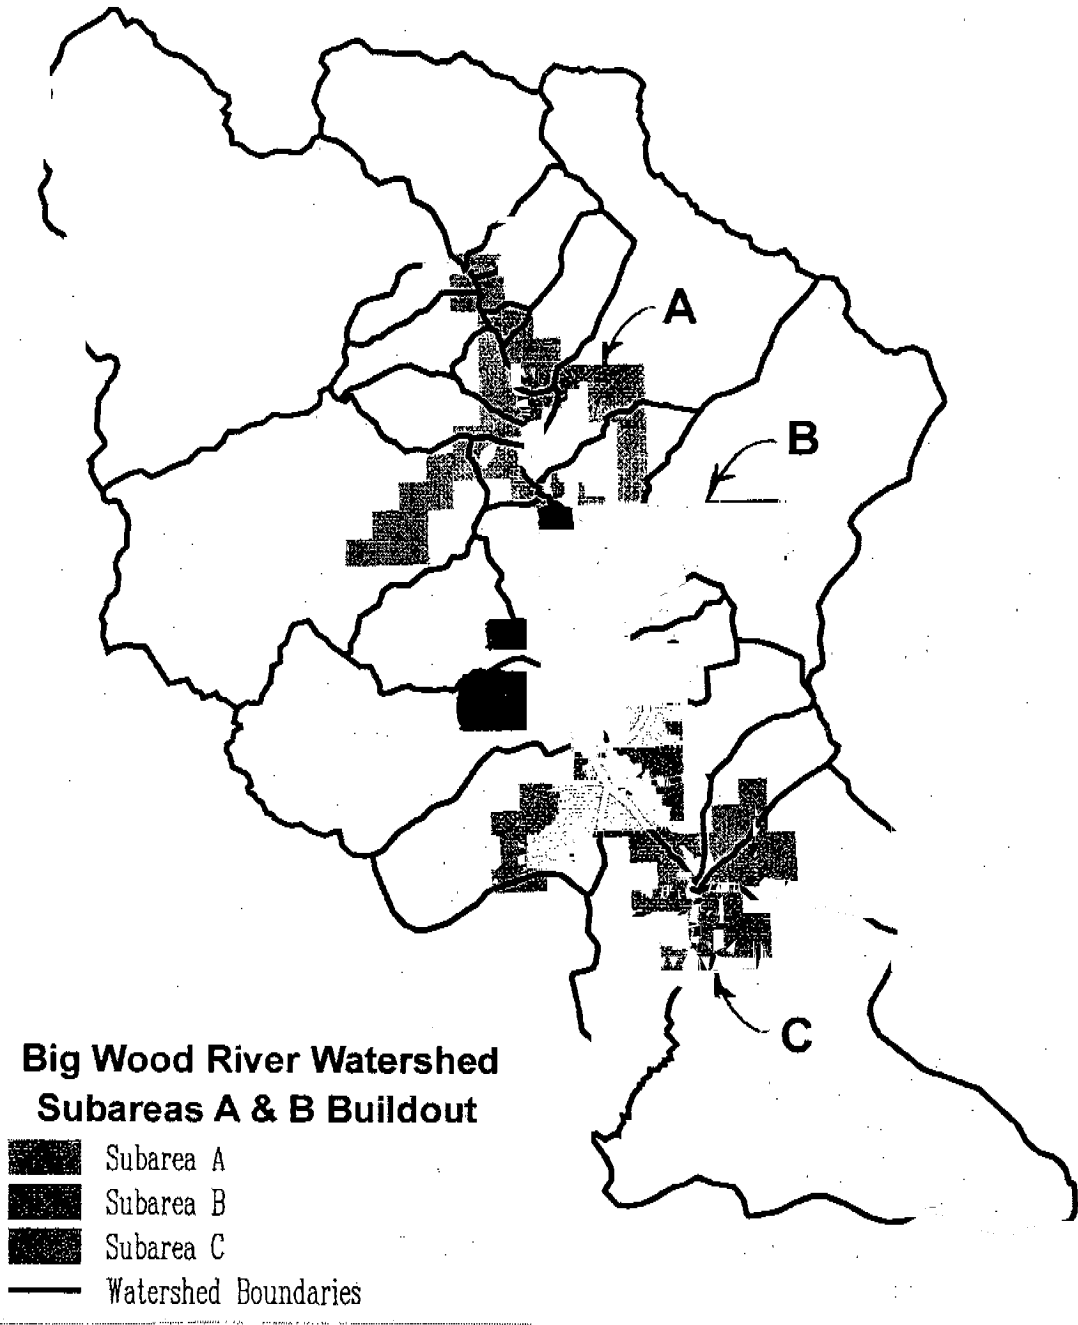 A
B
C
Big Wood River Watershed
Subareas A & B Buildout
Subarea A
Subarea B
Subarea C
Watershed Boundaries